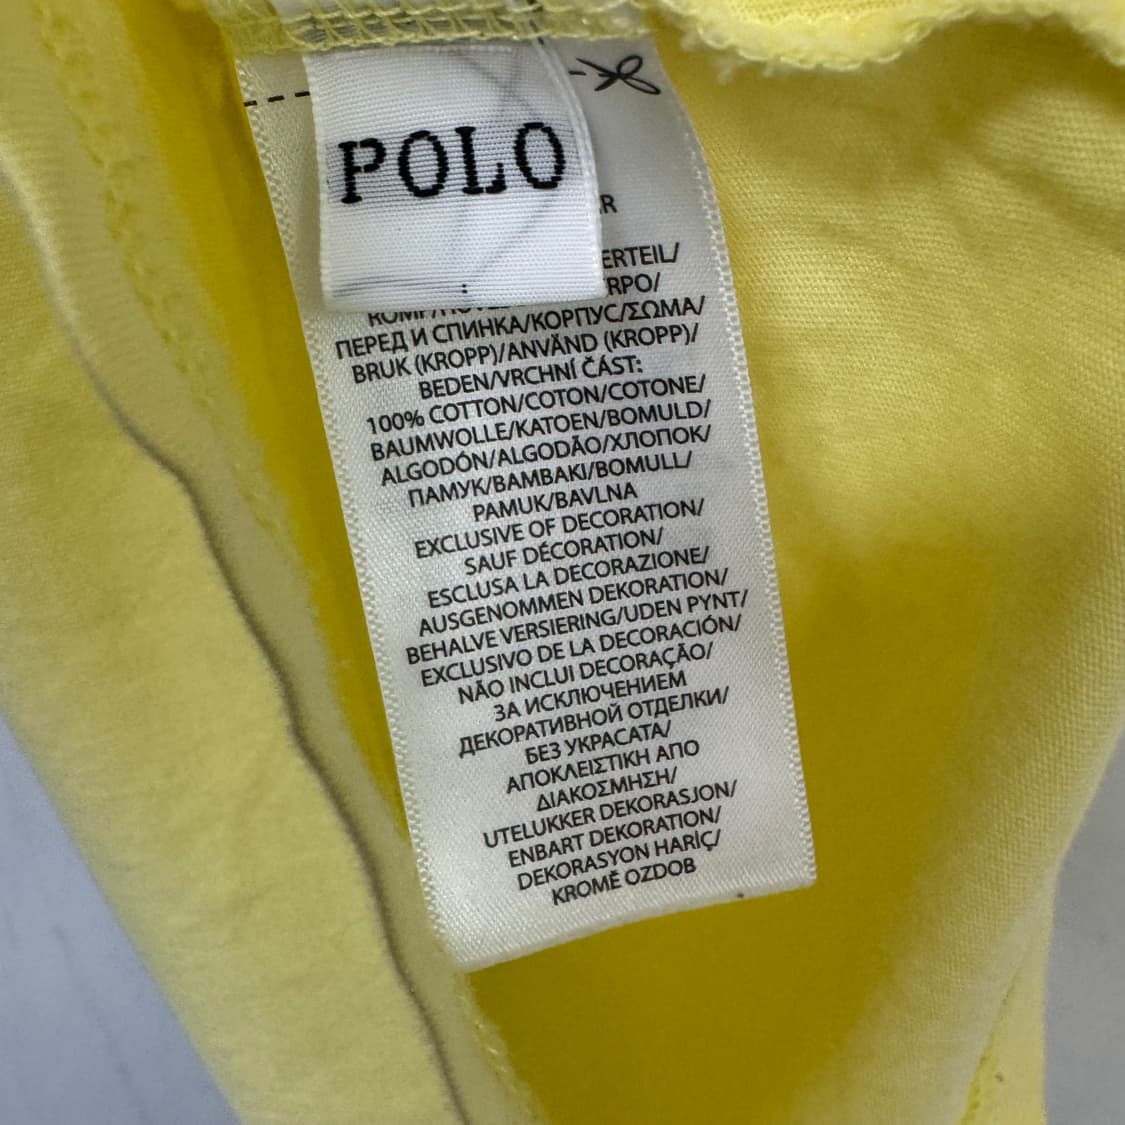 POLO
R
ERTEIL/
RPO/
ПЕРЕД И СПИНКА/КОРПУС/ΣΩΜΑ/
BRUK (KROPP)/ANVÄND (KROPP)/
BEDEN/VRCHNÍ ČÁST:
100% COTTON/COTON/COTONE/
BAUMWOLLE/KATOEN/BOMULD/
ALGODÓN/ALGODÃO/ХЛОПОК/
ПАМУК/BAMBAKI/BOMULL/
PAMUK/BAVLNA
EXCLUSIVE OF DECORATION/
SAUF DÉCORATION/
ESCLUSA LA DECORAZIONE/
AUSGENOMMEN DEKORATION/
BEHALVE VERSIERING/UDEN PYNT/
EXCLUSIVO DE LA DECORACIÓN/
NÃO INCLUI DECORAÇÃO/
ЗА ИСКЛЮЧЕНИЕМ
ДЕКОРАТИВНОЙ ОТДЕЛКИ/
БЕЗ УКРАСАТА/
ΑΠΟΚΛΕΙΣΤΙΚΗ ΑΠΟ
ΔΙΑΚΟΣΜΗΣΗ/
UTELUKKER DEKORASJON/
ENBART DEKORATION/
DEKORASYON HARİÇ/
KROMĚ OZDOB